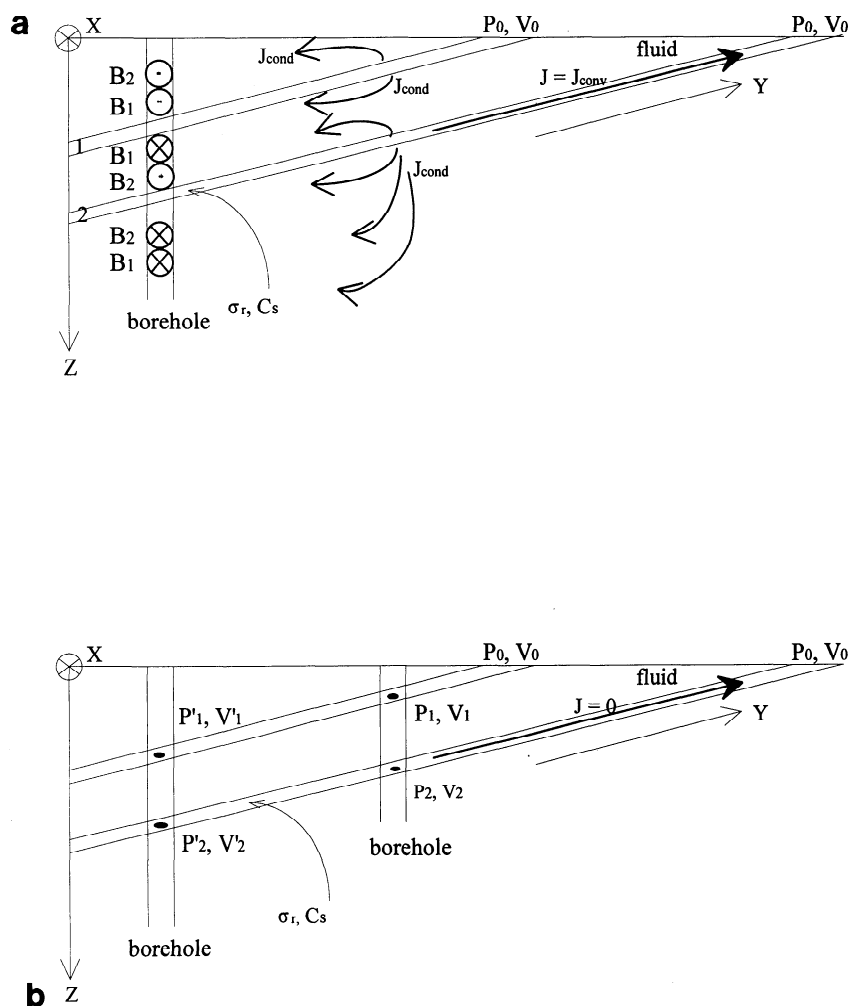 a
X
P0, V0
P0, V0
fluid
Jcond
B2
J = Jconv
Jcond
Y
B1
1
B1
B2
Jcond
2
B2
B1
σr, Cs
borehole
Z
X
P0, V0
P0, V0
fluid
P'1, V'1
P1, V1
J = 0
Y
P2, V2
P'2, V'2
borehole
σr, Cs
borehole
b
Z